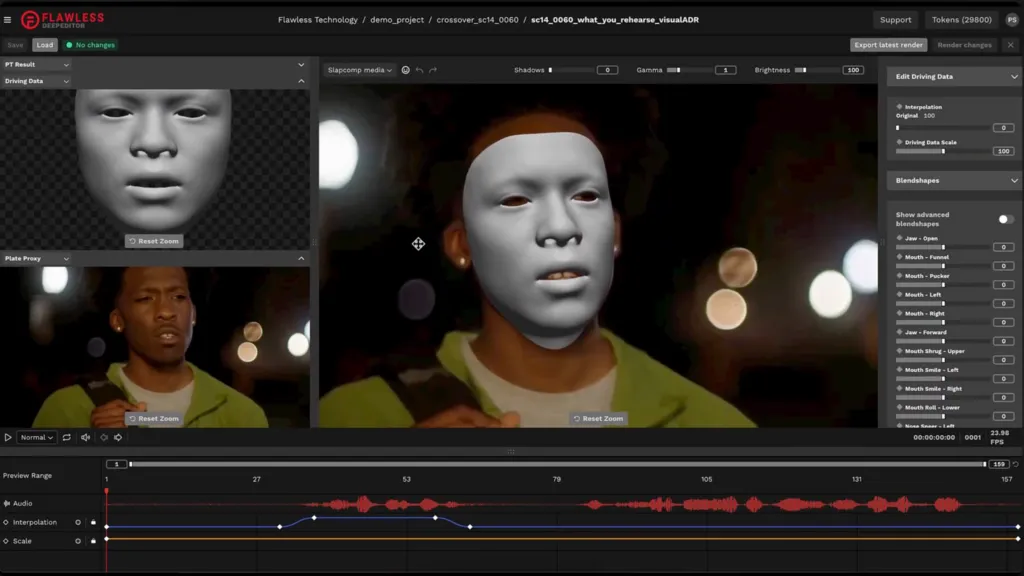 FLAWLESS
DEEPEDITOR
Flawless Technology / demo_project / crossover_sc14_0060 / sc14_0060_what_you_rehearse_visualADR
Support
Tokens (29800)
PS
Save
Load
No changes
Export latest render
Render changes
PT Result
Driving Data
Reset Zoom
Plate Proxy
Reset Zoom
Slapcomp media
Shadows
0
Gamma
1
Brightness
100
Reset Zoom
Edit Driving Data
Interpolation
Original 100
0
Driving Data Scale
100
Blendshapes
Show advanced
blendshapes
Jaw - Open
0
Mouth - Funnel
0
Mouth - Pucker
0
Mouth - Left
0
Mouth - Right
0
Jaw - Forward
0
Mouth Shrug - Upper
0
Mouth Smile - Left
0
Mouth Smile - Right
0
Mouth Roll - Lower
0
Normal
00:00:00:00
0001
23.98
FPS
Preview Range
1
159
1 27 53 79 105 131 157
Audio
Interpolation
Scale